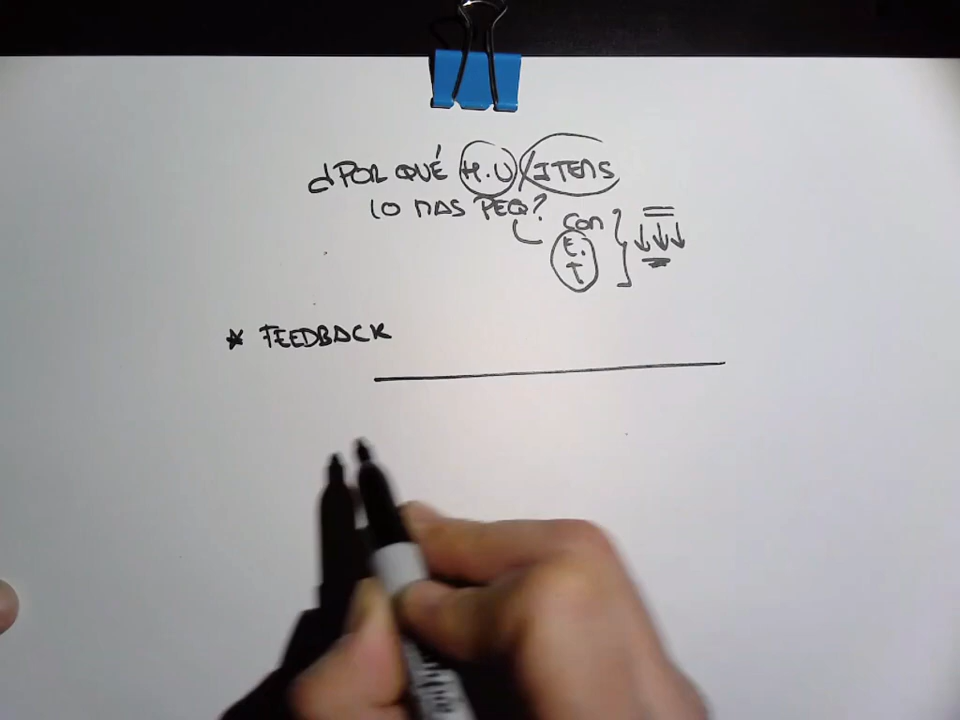 ¿POR QUÉ H.U/ITEMS
LO MAS PEQ?
CON
E.
T
* FEEDBACK